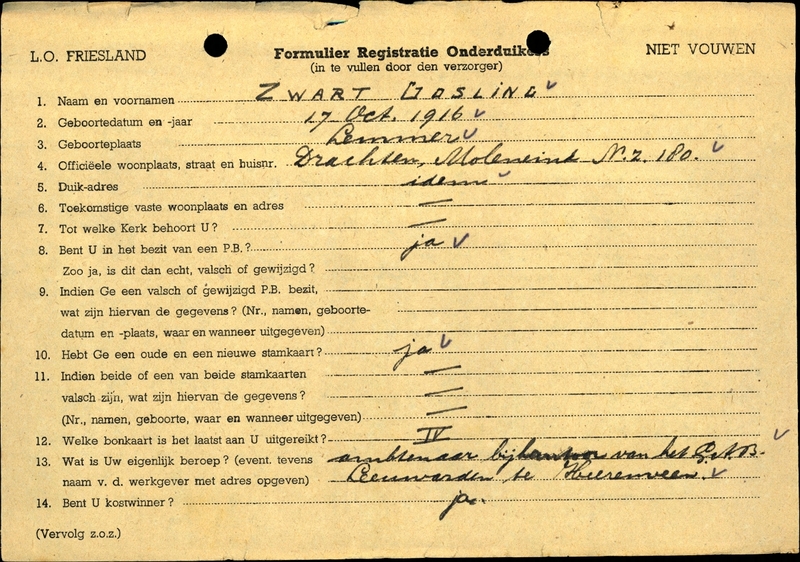 L.O. FRIESLAND Formulier Registratie Onderduikers NIET VOUWEN
(in te vullen door den verzorger)
1. Naam en voornamen ZWART GOSLING
2. Geboortedatum en -jaar 17 Oct. 1916
3. Geboorteplaats Lemmer
4. Officiëele woonplaats, straat en huisnr. Drachten, Moleneind N.z. 180.
5. Duik-adres idem
6. Toekomstige vaste woonplaats en adres —
7. Tot welke Kerk behoort U? —
8. Bent U in het bezit van een P.B.? ja
Zoo ja, is dit dan echt, valsch of gewijzigd?
9. Indien Ge een valsch of gewijzigd P.B. bezit,
wat zijn hiervan de gegevens? (Nr., namen, geboorte-
datum en -plaats, waar en wanneer uitgegeven)
10. Hebt Ge een oude en een nieuwe stamkaart? ja
11. Indien beide of een van beide stamkaarten —
valsch zijn, wat zijn hiervan de gegevens? —
(Nr., namen, geboorte, waar en wanneer uitgegeven) —
12. Welke bonkaart is het laatst aan U uitgereikt? IV
13. Wat is Uw eigenlijk beroep? (event. tevens ambtenaar bijkantoor van het G.A.B.
naam v. d. werkgever met adres opgeven) Leeuwarden te Heerenveen.
14. Bent U kostwinner? ja.
(Vervolg z.o.z.)